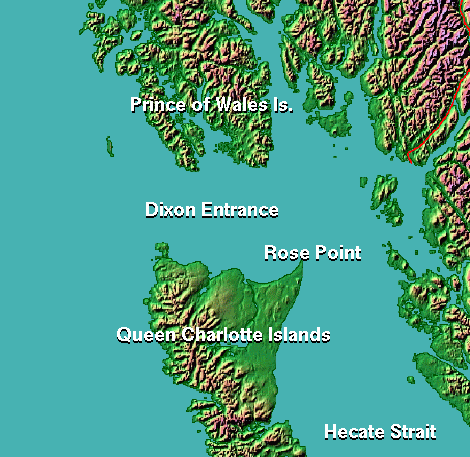 Prince of Wales Is.
Dixon Entrance
Rose Point
Queen Charlotte Islands
Hecate Strait